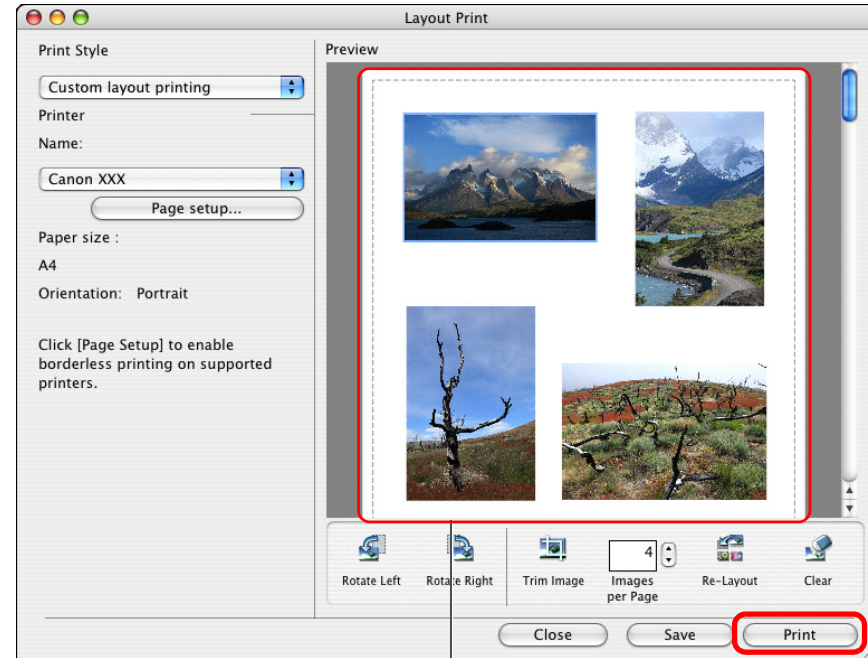 Layout Print
Print Style
Custom layout printing
Printer
Name:
Canon XXX
Page setup...
Paper size :
A4
Orientation: Portrait
Click [Page Setup] to enable
borderless printing on supported
printers.
Preview
Rotate Left
Rotate Right
Trim Image
4
Images
per Page
Re-Layout
Clear
Close
Save
Print